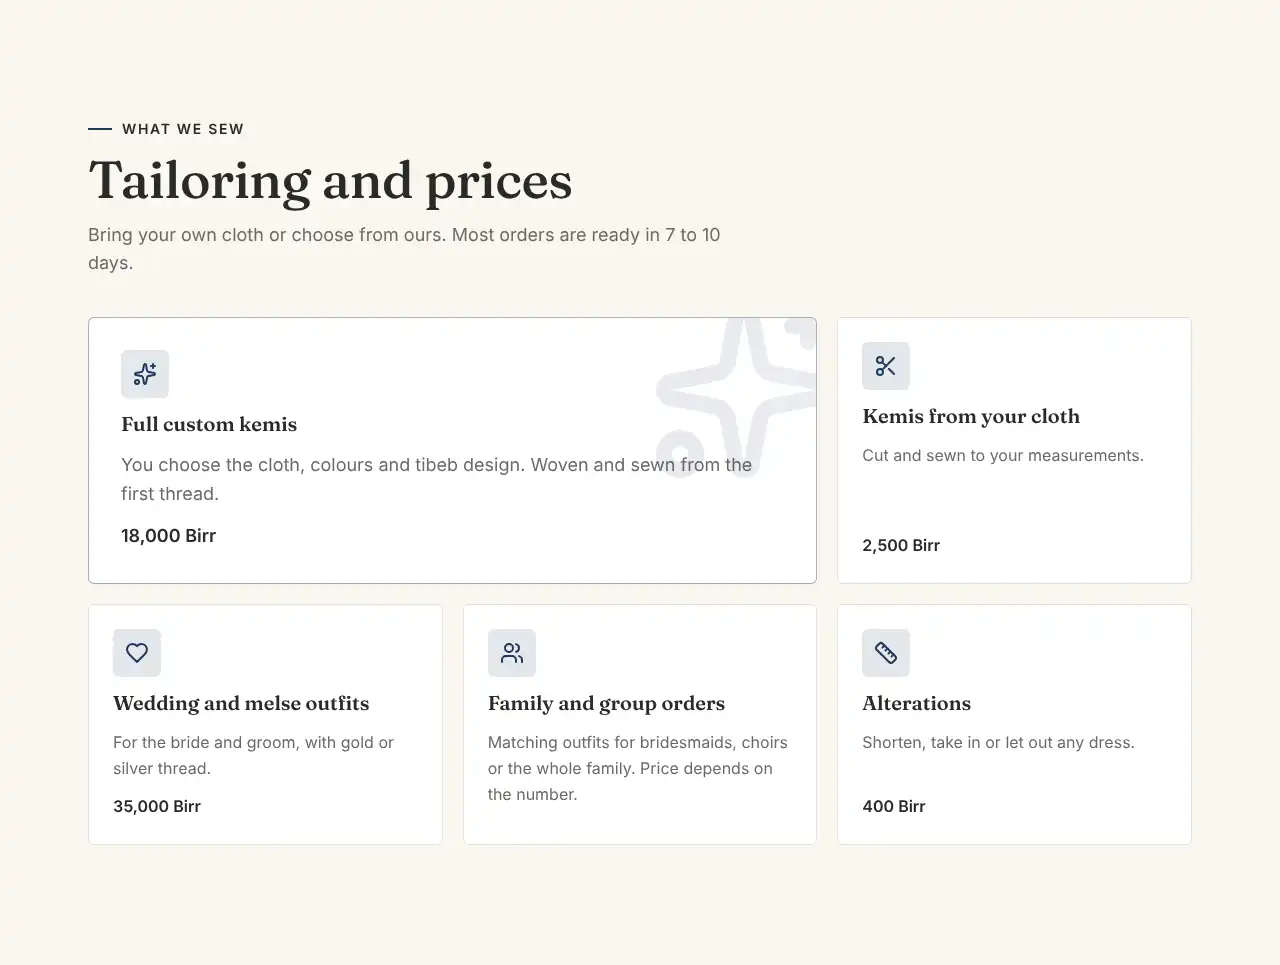 WHAT WE SEW
Tailoring and prices
Bring your own cloth or choose from ours. Most orders are ready in 7 to 10
days.
Full custom kemis
You choose the cloth, colours and tibeb design. Woven and sewn from the
first thread.
18,000 Birr
Kemis from your cloth
Cut and sewn to your measurements.
2,500 Birr
Wedding and melse outfits
For the bride and groom, with gold or
silver thread.
35,000 Birr
Family and group orders
Matching outfits for bridesmaids, choirs
or the whole family. Price depends on
the number.
Alterations
Shorten, take in or let out any dress.
400 Birr